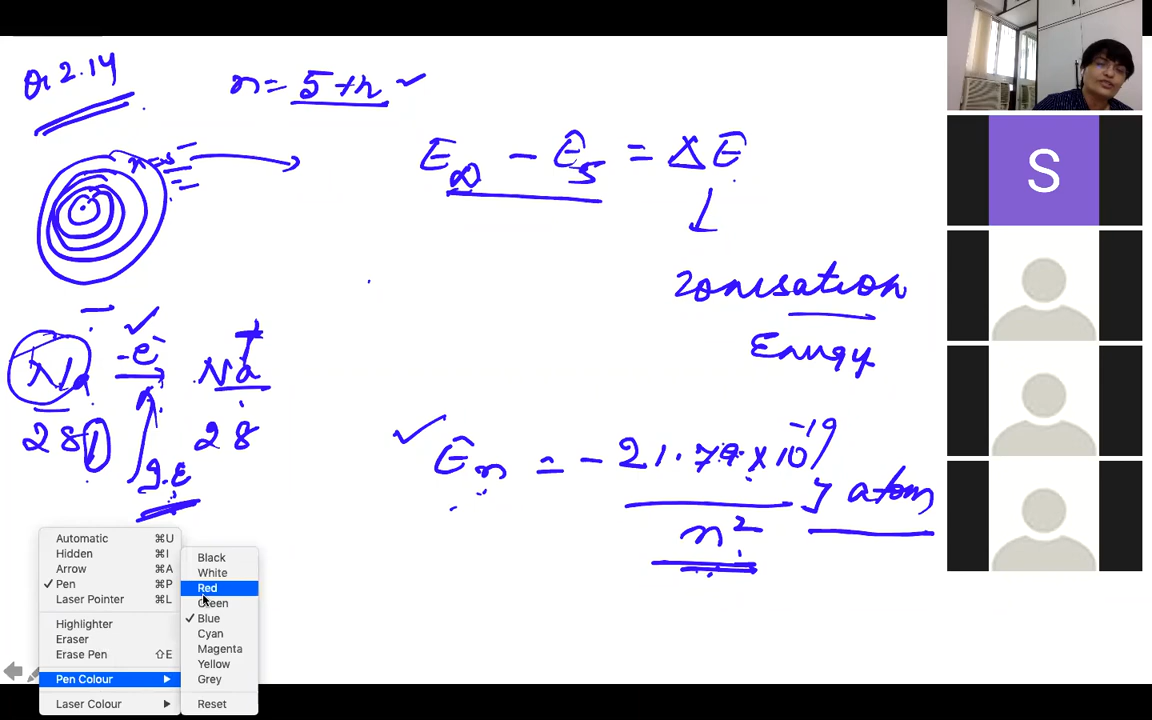 Q. 2.14
n = 5th ✓
n=5
E∞ - E5 = ΔE
↓
Ionisation
Energy
Na -e⁻ → Na⁺
✓
2 8 1 2 8
I.E
✓ En = - 21.79 × 10⁻¹⁹ / n² J atom
Automatic ⌘U
Hidden ⌘I
Arrow ⌘A
✓ Pen ⌘P
Laser Pointer ⌘L
Highlighter
Eraser
Erase Pen ⇧E
Pen Colour ▶
Laser Colour ▶
Black
White
Red
Green
✓ Blue
Cyan
Magenta
Yellow
Grey
Reset
S